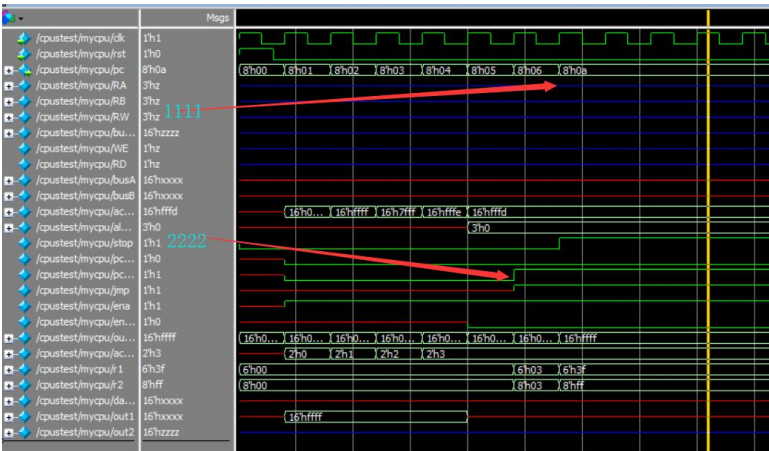 Msgs
/cpustest/mycpu/clk 1'h1
/cpustest/mycpu/rst 1'h0
/cpustest/mycpu/pc 8'h0a 8'h00 8'h01 8'h02 8'h03 8'h04 8'h05 8'h06 8'h0a
/cpustest/mycpu/RA 3'hz
/cpustest/mycpu/RB 3'hz
/cpustest/mycpu/RW 3'hz
1111
/cpustest/mycpu/bu... 16'hzzzz
/cpustest/mycpu/WE 1'hz
/cpustest/mycpu/RD 1'hz
/cpustest/mycpu/busA 16'hxxxx
/cpustest/mycpu/busB 16'hxxxx
/cpustest/mycpu/ac... 16'hfffd 16'h0... 16'hffff 16'h7fff 16'hfffe 16'hfffd
/cpustest/mycpu/al... 3'h0 3'h0
/cpustest/mycpu/stop 1'h1
2222
/cpustest/mycpu/pc... 1'h0
/cpustest/mycpu/pc... 1'h1
/cpustest/mycpu/jmp 1'h1
/cpustest/mycpu/ena 1'h1
/cpustest/mycpu/en... 1'h0
/cpustest/mycpu/ou... 16'hffff 16'h0... 16'h0... 16'h0... 16'h0... 16'h0... 16'h0... 16'h0... 16'hffff
/cpustest/mycpu/ac... 2'h3 2'h0 2'h1 2'h2 2'h3
/cpustest/mycpu/r1 6'h3f 6'h00 6'h03 6'h3f
/cpustest/mycpu/r2 8'hff 8'h00 8'h03 8'hff
/cpustest/mycpu/da... 16'hxxxx
/cpustest/mycpu/out1 16'hxxxx 16'hffff
/cpustest/mycpu/out2 16'hzzzz